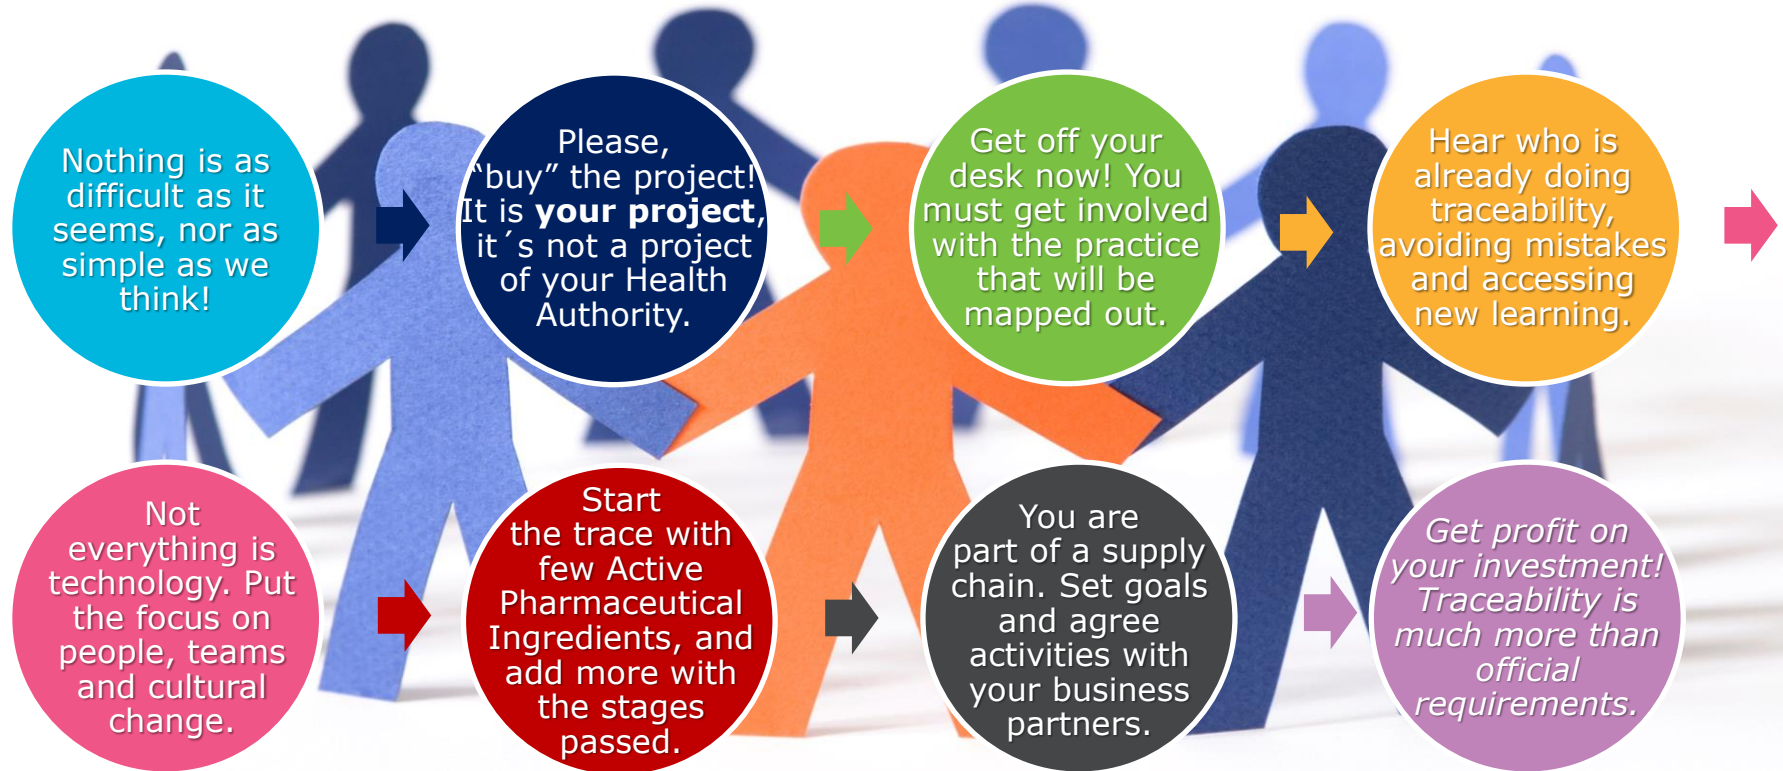 Nothing is as
difficult as it
seems, nor as
simple as we
think!
Please,
“buy” the project!
It is your project,
it´s not a project
of your Health
Authority.
Get off your
desk now! You
must get involved
with the practice
that will be
mapped out.
Hear who is
already doing
traceability,
avoiding mistakes
and accessing
new learning.
Not
everything is
technology. Put
the focus on
people, teams
and cultural
change.
Start
the trace with
few Active
Pharmaceutical
Ingredients, and
add more with
the stages
passed.
You are
part of a supply
chain. Set goals
and agree
activities with
your business
partners.
Get profit on
your investment!
Traceability is
much more than
official
requirements.